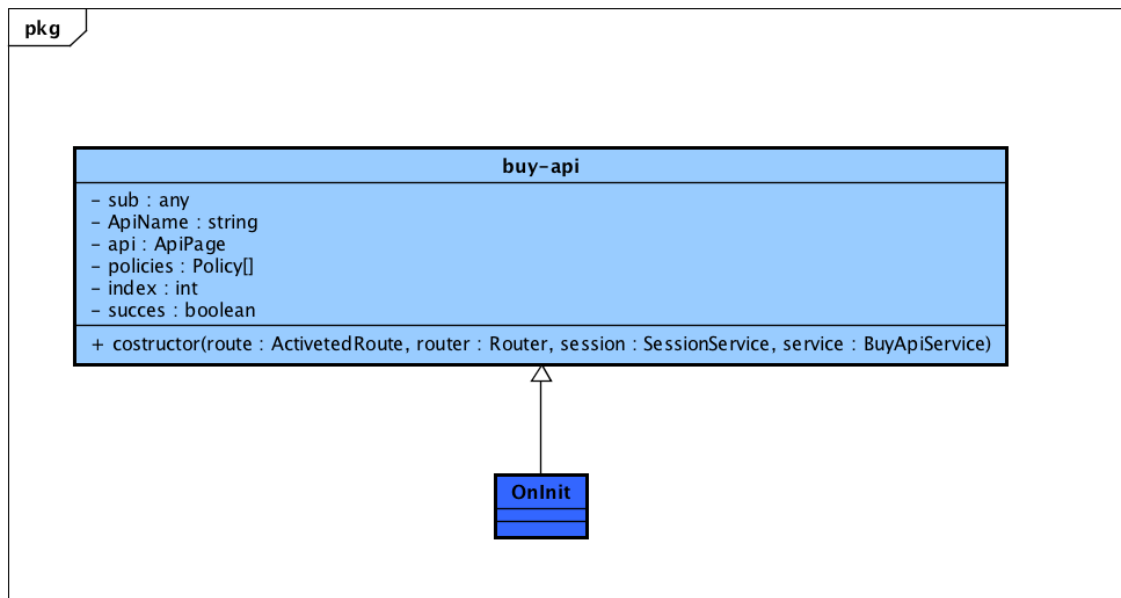 pkg
buy-api
- sub : any
- ApiName : string
- api : ApiPage
- policies : Policy[]
- index : int
- succes : boolean
+ costructor(route : ActivetedRoute, router : Router, session : SessionService, service : BuyApiService)
OnInit